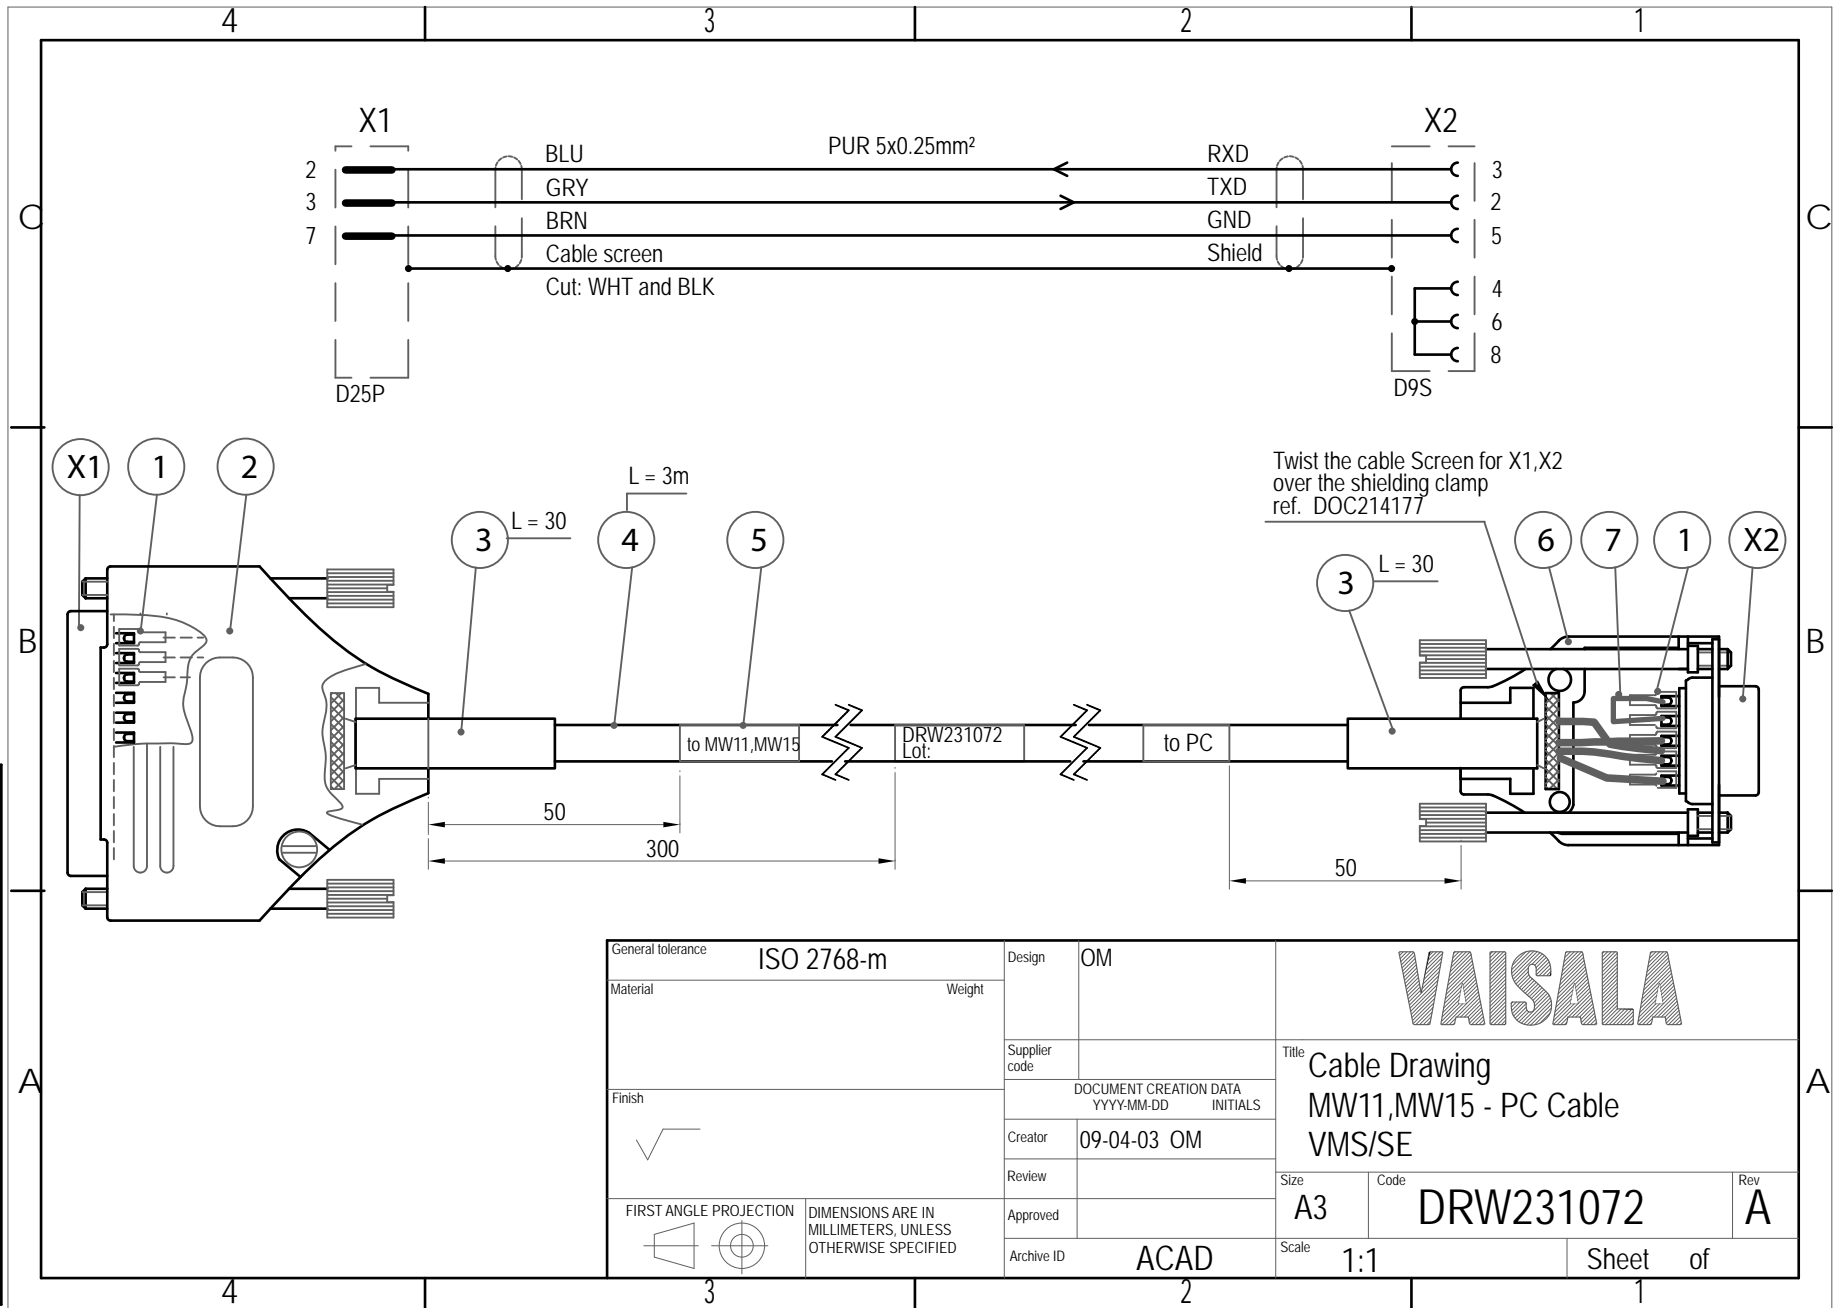 4 3 2 1
C C
B B
A A
X1
X2
PUR 5x0.25mm²
2 BLU RXD 3
3 GRY TXD 2
7 BRN GND 5
Cable screen Shield
Cut: WHT and BLK
4
6
8
D25P
D9S
X1 1 2
3 L = 30
L = 3m
4 5
Twist the cable Screen for X1,X2
over the shielding clamp
ref. DOC214177
3 L = 30
6 7 1 X2
to MW11,MW15
DRW231072
Lot:
to PC
50
300
50
General tolerance ISO 2768-m
Material Weight
Finish
FIRST ANGLE PROJECTION
DIMENSIONS ARE IN
MILLIMETERS, UNLESS
OTHERWISE SPECIFIED
Design OM
Supplier
code
DOCUMENT CREATION DATA
YYYY-MM-DD INITIALS
Creator 09-04-03 OM
Review
Approved
Archive ID ACAD
VAISALA
Title Cable Drawing
MW11,MW15 - PC Cable
VMS/SE
Size A3
Code DRW231072
Rev A
Scale 1:1
Sheet of
4 3 2 1